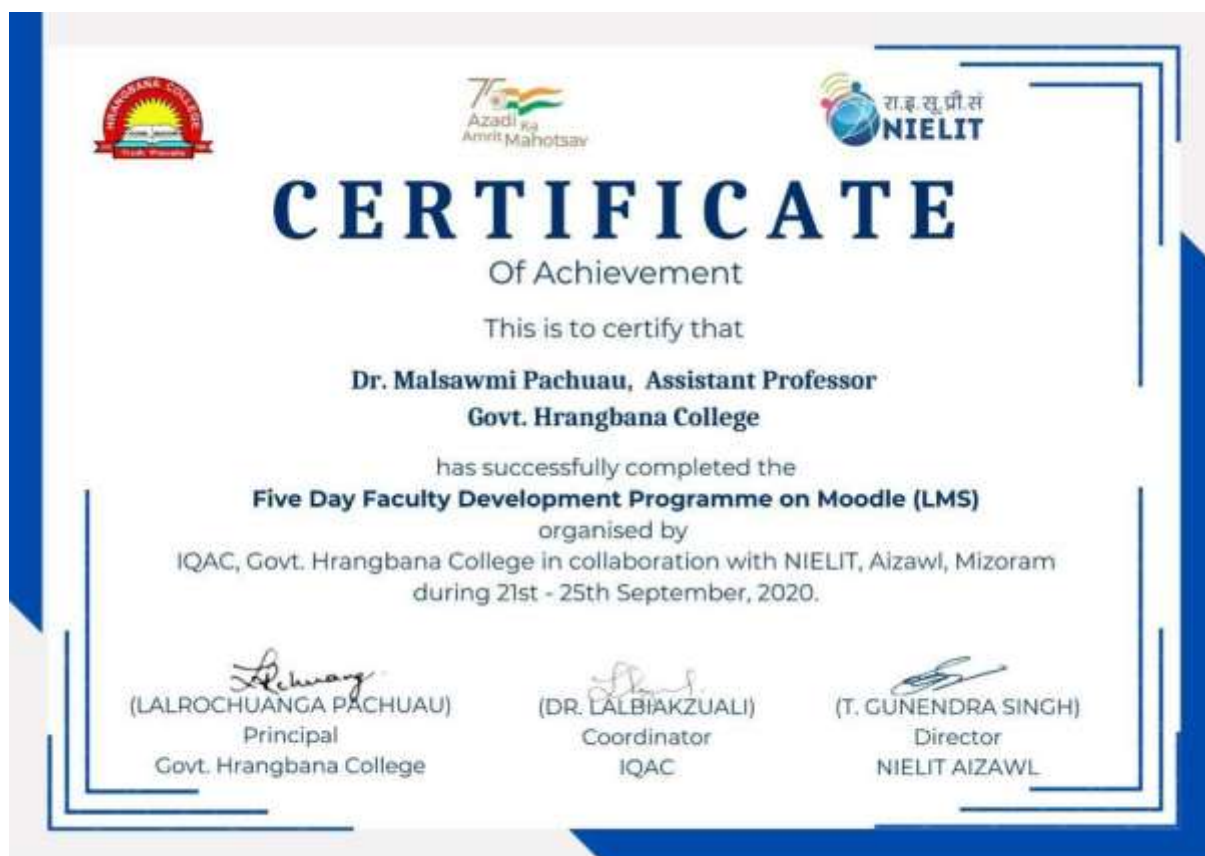 HRANGBANA COLLEGE
75
Azadi Ka
Amrit Mahotsav
रा.इ.सू.प्रौ.सं
NIELIT
CERTIFICATE
Of Achievement
This is to certify that
Dr. Malsawmi Pachuau, Assistant Professor
Govt. Hrangbana College
has successfully completed the
Five Day Faculty Development Programme on Moodle (LMS)
organised by
IQAC, Govt. Hrangbana College in collaboration with NIELIT, Aizawl, Mizoram
during 21st - 25th September, 2020.
(LALROCHUANGA PACHUAU)
(DR. LALBIAKZUALI)
(T. GUNENDRA SINGH)
Principal
Coordinator
Director
Govt. Hrangbana College
IQAC
NIELIT AIZAWL